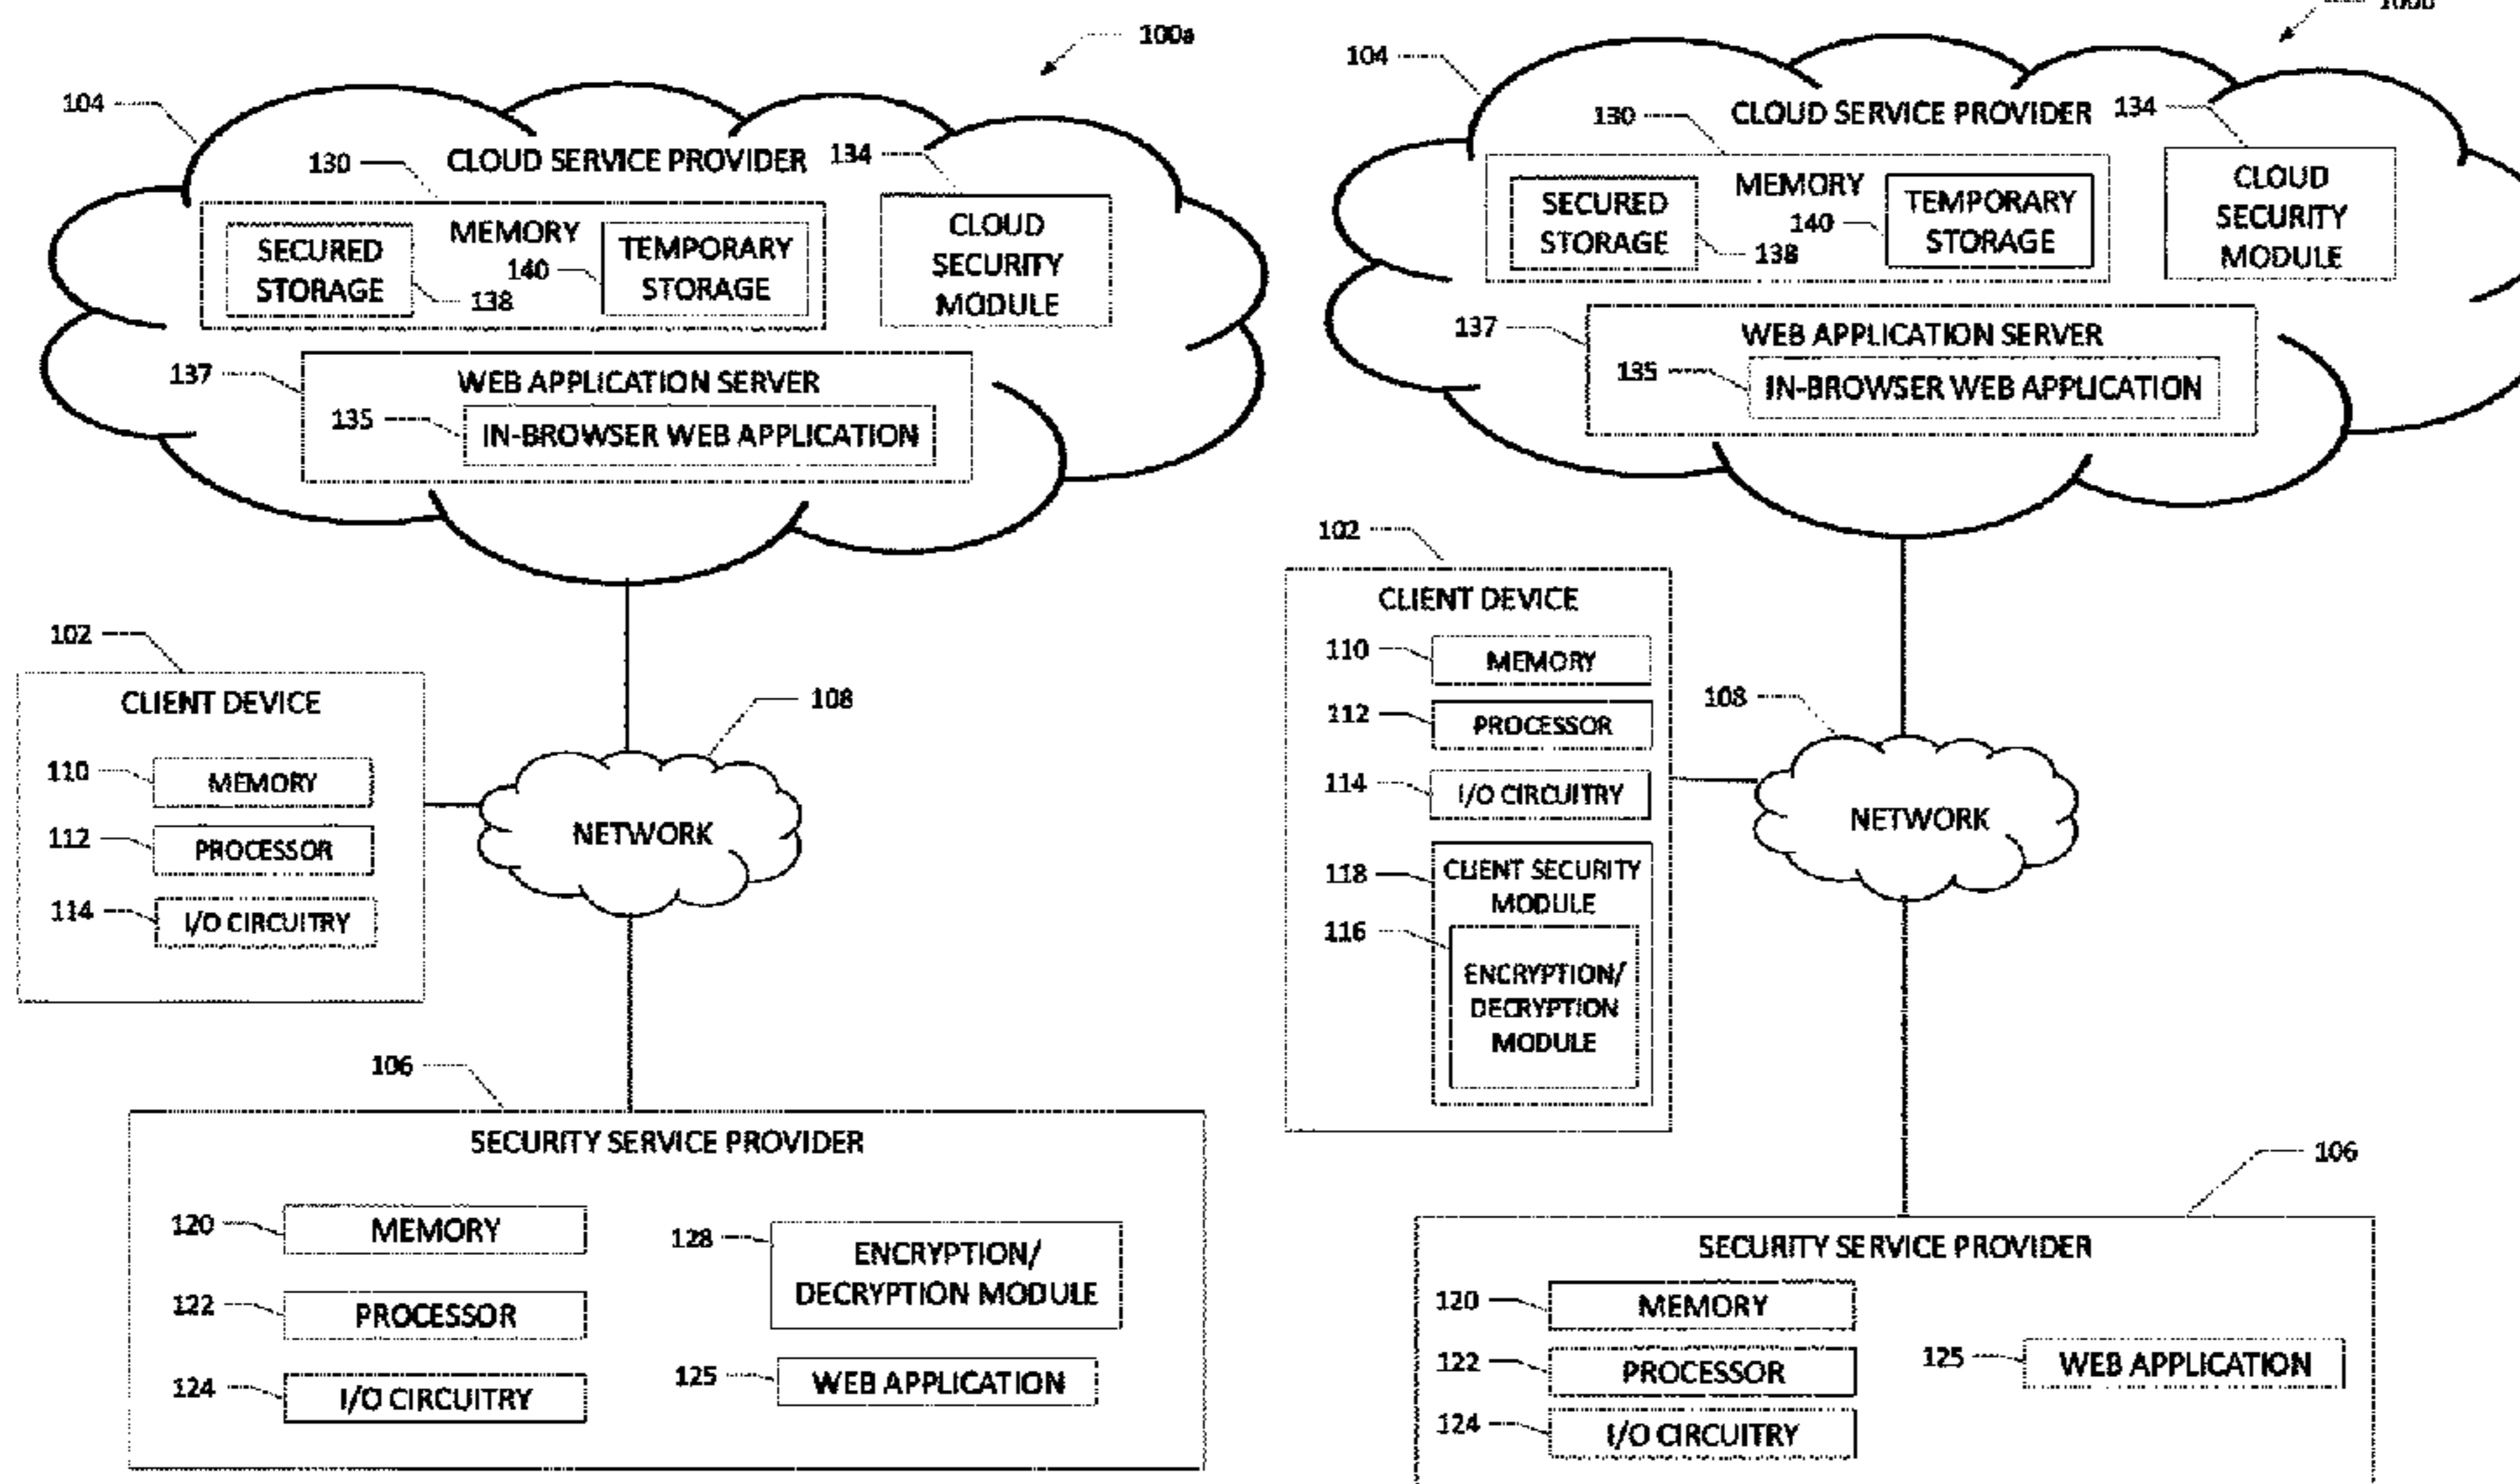 100a
104
CLOUD SERVICE PROVIDER
130
134
MEMORY
SECURED
STORAGE
138
140
TEMPORARY
STORAGE
CLOUD
SECURITY
MODULE
137
WEB APPLICATION SERVER
135
IN-BROWSER WEB APPLICATION
102
CLIENT DEVICE
110
MEMORY
112
PROCESSOR
114
I/O CIRCUITRY
108
NETWORK
106
SECURITY SERVICE PROVIDER
120
MEMORY
122
PROCESSOR
124
I/O CIRCUITRY
128
ENCRYPTION/
DECRYPTION MODULE
125
WEB APPLICATION
104
CLOUD SERVICE PROVIDER
130
134
MEMORY
SECURED
STORAGE
138
140
TEMPORARY
STORAGE
CLOUD
SECURITY
MODULE
137
WEB APPLICATION SERVER
135
IN-BROWSER WEB APPLICATION
102
CLIENT DEVICE
110
MEMORY
112
PROCESSOR
114
I/O CIRCUITRY
118
CLIENT SECURITY
MODULE
116
ENCRYPTION/
DECRYPTION
MODULE
108
NETWORK
106
SECURITY SERVICE PROVIDER
120
MEMORY
122
PROCESSOR
124
I/O CIRCUITRY
125
WEB APPLICATION